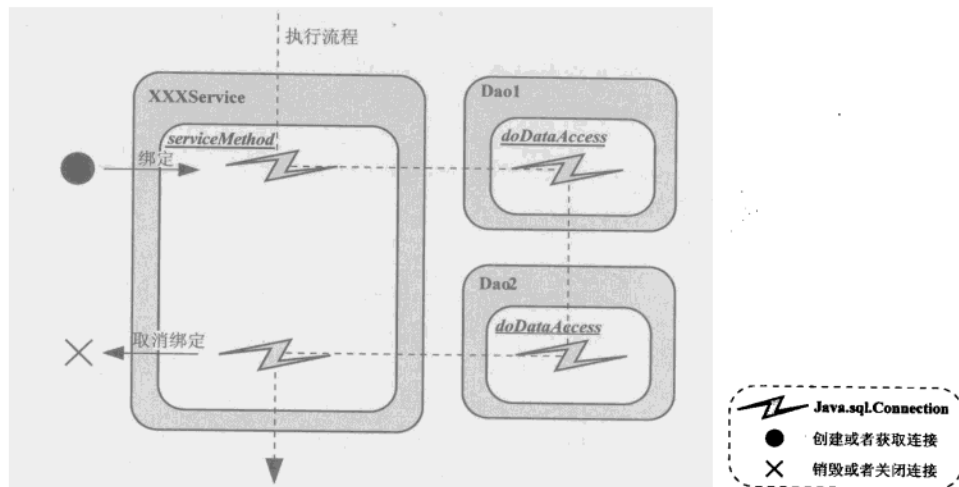 执行流程
XXXService
serviceMethod
绑定
取消绑定
Dao1
doDataAccess
Dao2
doDataAccess
Java.sql.Connection
创建或者获取连接
销毁或者关闭连接